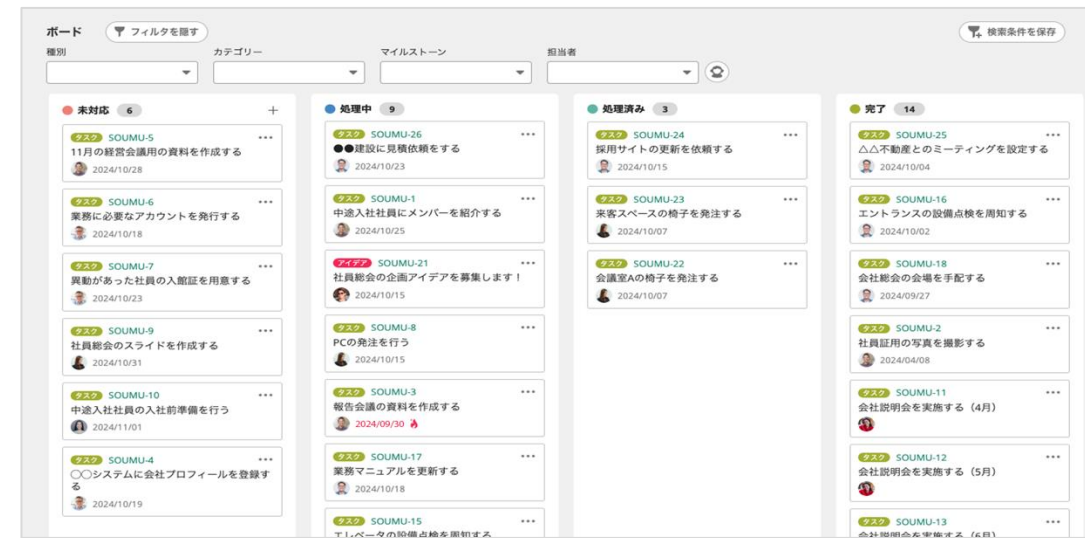 ボード
フィルタを隠す
検索条件を保存
種別
カテゴリー
マイルストーン
担当者
未対応 6 +
タスク SOUMU-5
11月の経営会議用の資料を作成する
2024/10/28
タスク SOUMU-6
業務に必要なアカウントを発行する
2024/10/18
タスク SOUMU-7
異動があった社員の入館証を用意する
2024/10/23
タスク SOUMU-9
社員総会のスライドを作成する
2024/10/31
タスク SOUMU-10
中途入社社員の入社前準備を行う
2024/11/01
タスク SOUMU-4
○○システムに会社プロフィールを登録す
る
2024/10/19
処理中 9
タスク SOUMU-26
●●建設に見積依頼をする
2024/10/23
タスク SOUMU-1
中途入社社員にメンバーを紹介する
2024/10/25
アイデア SOUMU-21
社員総会の企画アイデアを募集します！
2024/10/15
タスク SOUMU-8
PCの発注を行う
2024/10/15
タスク SOUMU-3
報告会議の資料を作成する
2024/09/30
タスク SOUMU-17
業務マニュアルを更新する
2024/10/18
タスク SOUMU-15
エレベータの設備点検を周知する
処理済み 3
タスク SOUMU-24
採用サイトの更新を依頼する
2024/10/15
タスク SOUMU-23
来客スペースの椅子を発注する
2024/10/07
タスク SOUMU-22
会議室Aの椅子を発注する
2024/10/07
完了 14
タスク SOUMU-25
△△不動産とのミーティングを設定する
2024/10/04
タスク SOUMU-16
エントランスの設備点検を周知する
2024/10/02
タスク SOUMU-18
会社総会の会場を手配する
2024/09/27
タスク SOUMU-2
社員証用の写真を撮影する
2024/04/08
タスク SOUMU-11
会社説明会を実施する（4月）
タスク SOUMU-12
会社説明会を実施する（5月）
タスク SOUMU-13
会社説明会を実施する（6月）